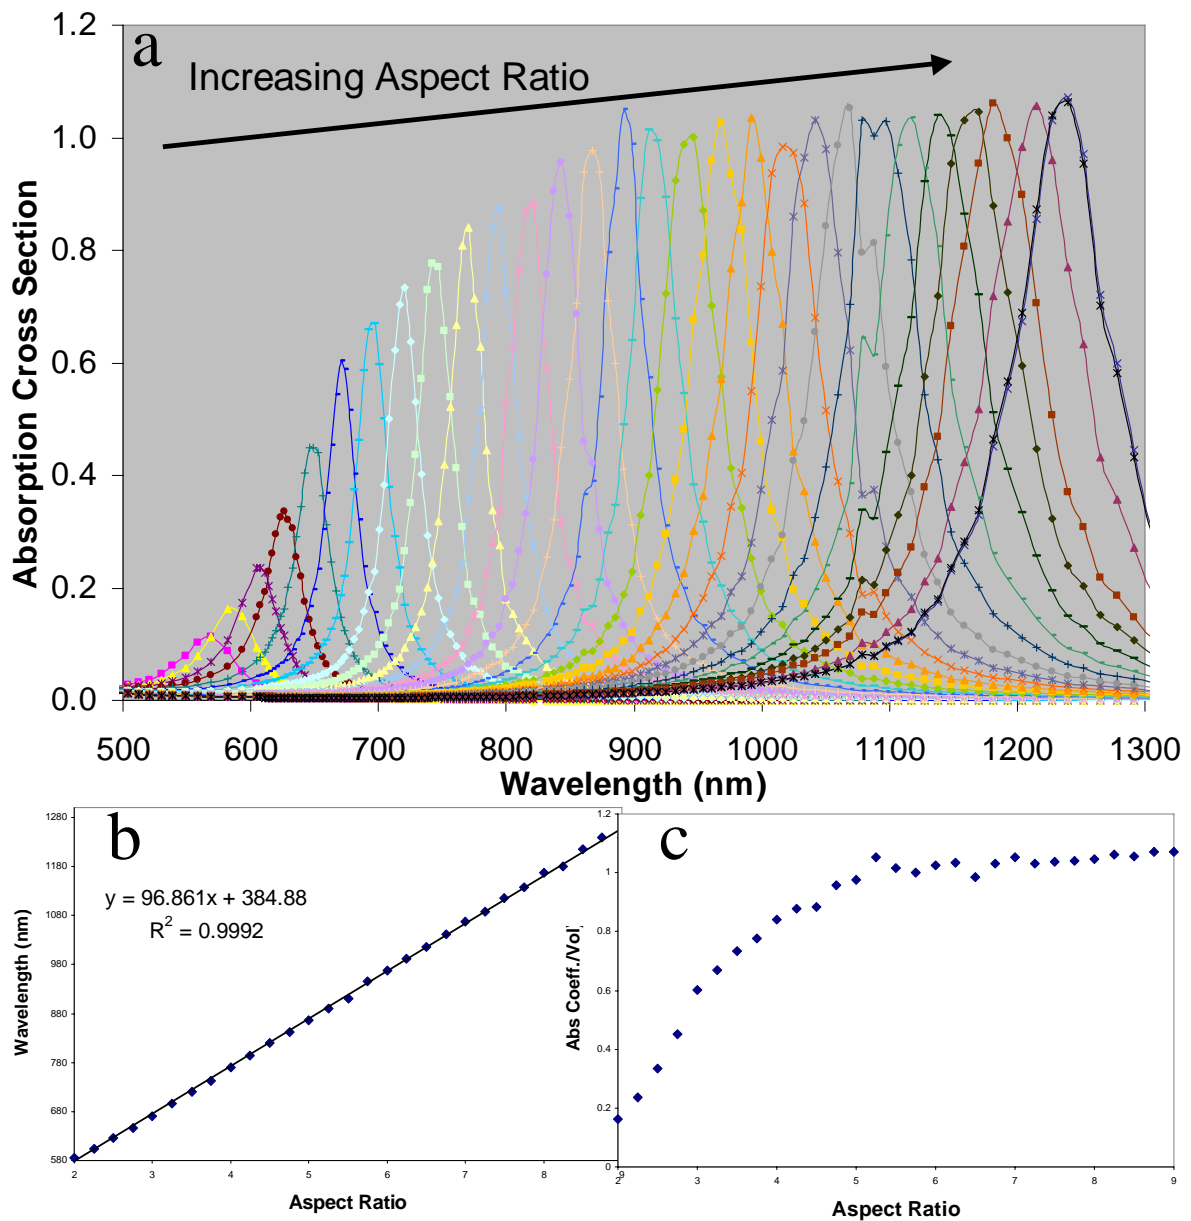 a
Increasing Aspect Ratio
1.2
1.0
0.8
0.6
0.4
0.2
0.0
Absorption Cross Section
500 600 700 800 900 1000 1100 1200 1300
Wavelength (nm)
b
y = 96.861x + 384.88
R² = 0.9992
1280
1180
1080
980
880
780
680
580
Wavelength (nm)
2 3 4 5 6 7 8 9
Aspect Ratio
c
1.2
1
0.8
0.6
0.4
0.2
0
Abs Coeff./Vol
2 3 4 5 6 7 8 9
Aspect Ratio